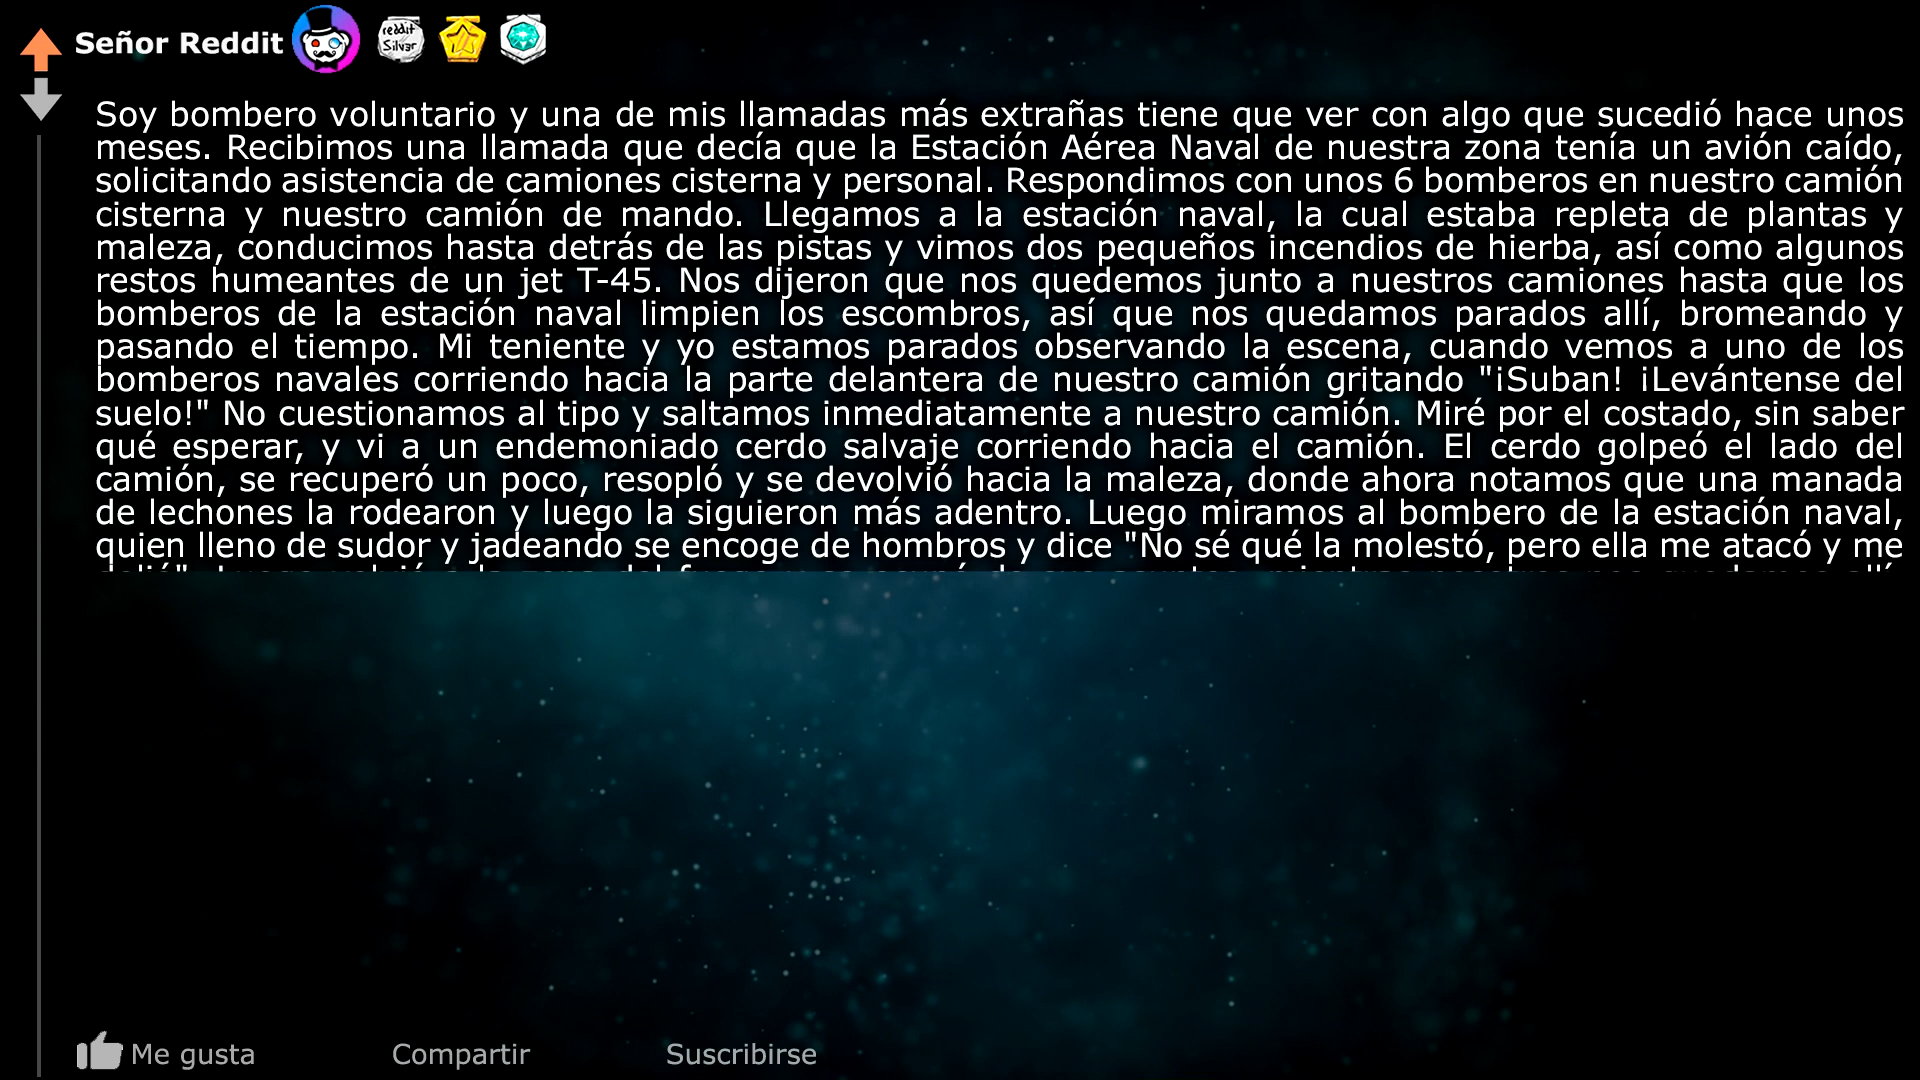 Señor Reddit
reddit
Silver
Soy bombero voluntario y una de mis llamadas más extrañas tiene que ver con algo que sucedió hace unos
meses. Recibimos una llamada que decía que la Estación Aérea Naval de nuestra zona tenía un avión caído,
solicitando asistencia de camiones cisterna y personal. Respondimos con unos 6 bomberos en nuestro camión
cisterna y nuestro camión de mando. Llegamos a la estación naval, la cual estaba repleta de plantas y
maleza, conducimos hasta detrás de las pistas y vimos dos pequeños incendios de hierba, así como algunos
restos humeantes de un jet T-45. Nos dijeron que nos quedemos junto a nuestros camiones hasta que los
bomberos de la estación naval limpien los escombros, así que nos quedamos parados allí, bromeando y
pasando el tiempo. Mi teniente y yo estamos parados observando la escena, cuando vemos a uno de los
bomberos navales corriendo hacia la parte delantera de nuestro camión gritando "¡Suban! ¡Levántense del
suelo!" No cuestionamos al tipo y saltamos inmediatamente a nuestro camión. Miré por el costado, sin saber
qué esperar, y vi a un endemoniado cerdo salvaje corriendo hacia el camión. El cerdo golpeó el lado del
camión, se recuperó un poco, resopló y se devolvió hacia la maleza, donde ahora notamos que una manada
de lechones la rodearon y luego la siguieron más adentro. Luego miramos al bombero de la estación naval,
quien lleno de sudor y jadeando se encoge de hombros y dice "No sé qué la molestó, pero ella me atacó y me
Me gusta
Compartir
Suscribirse